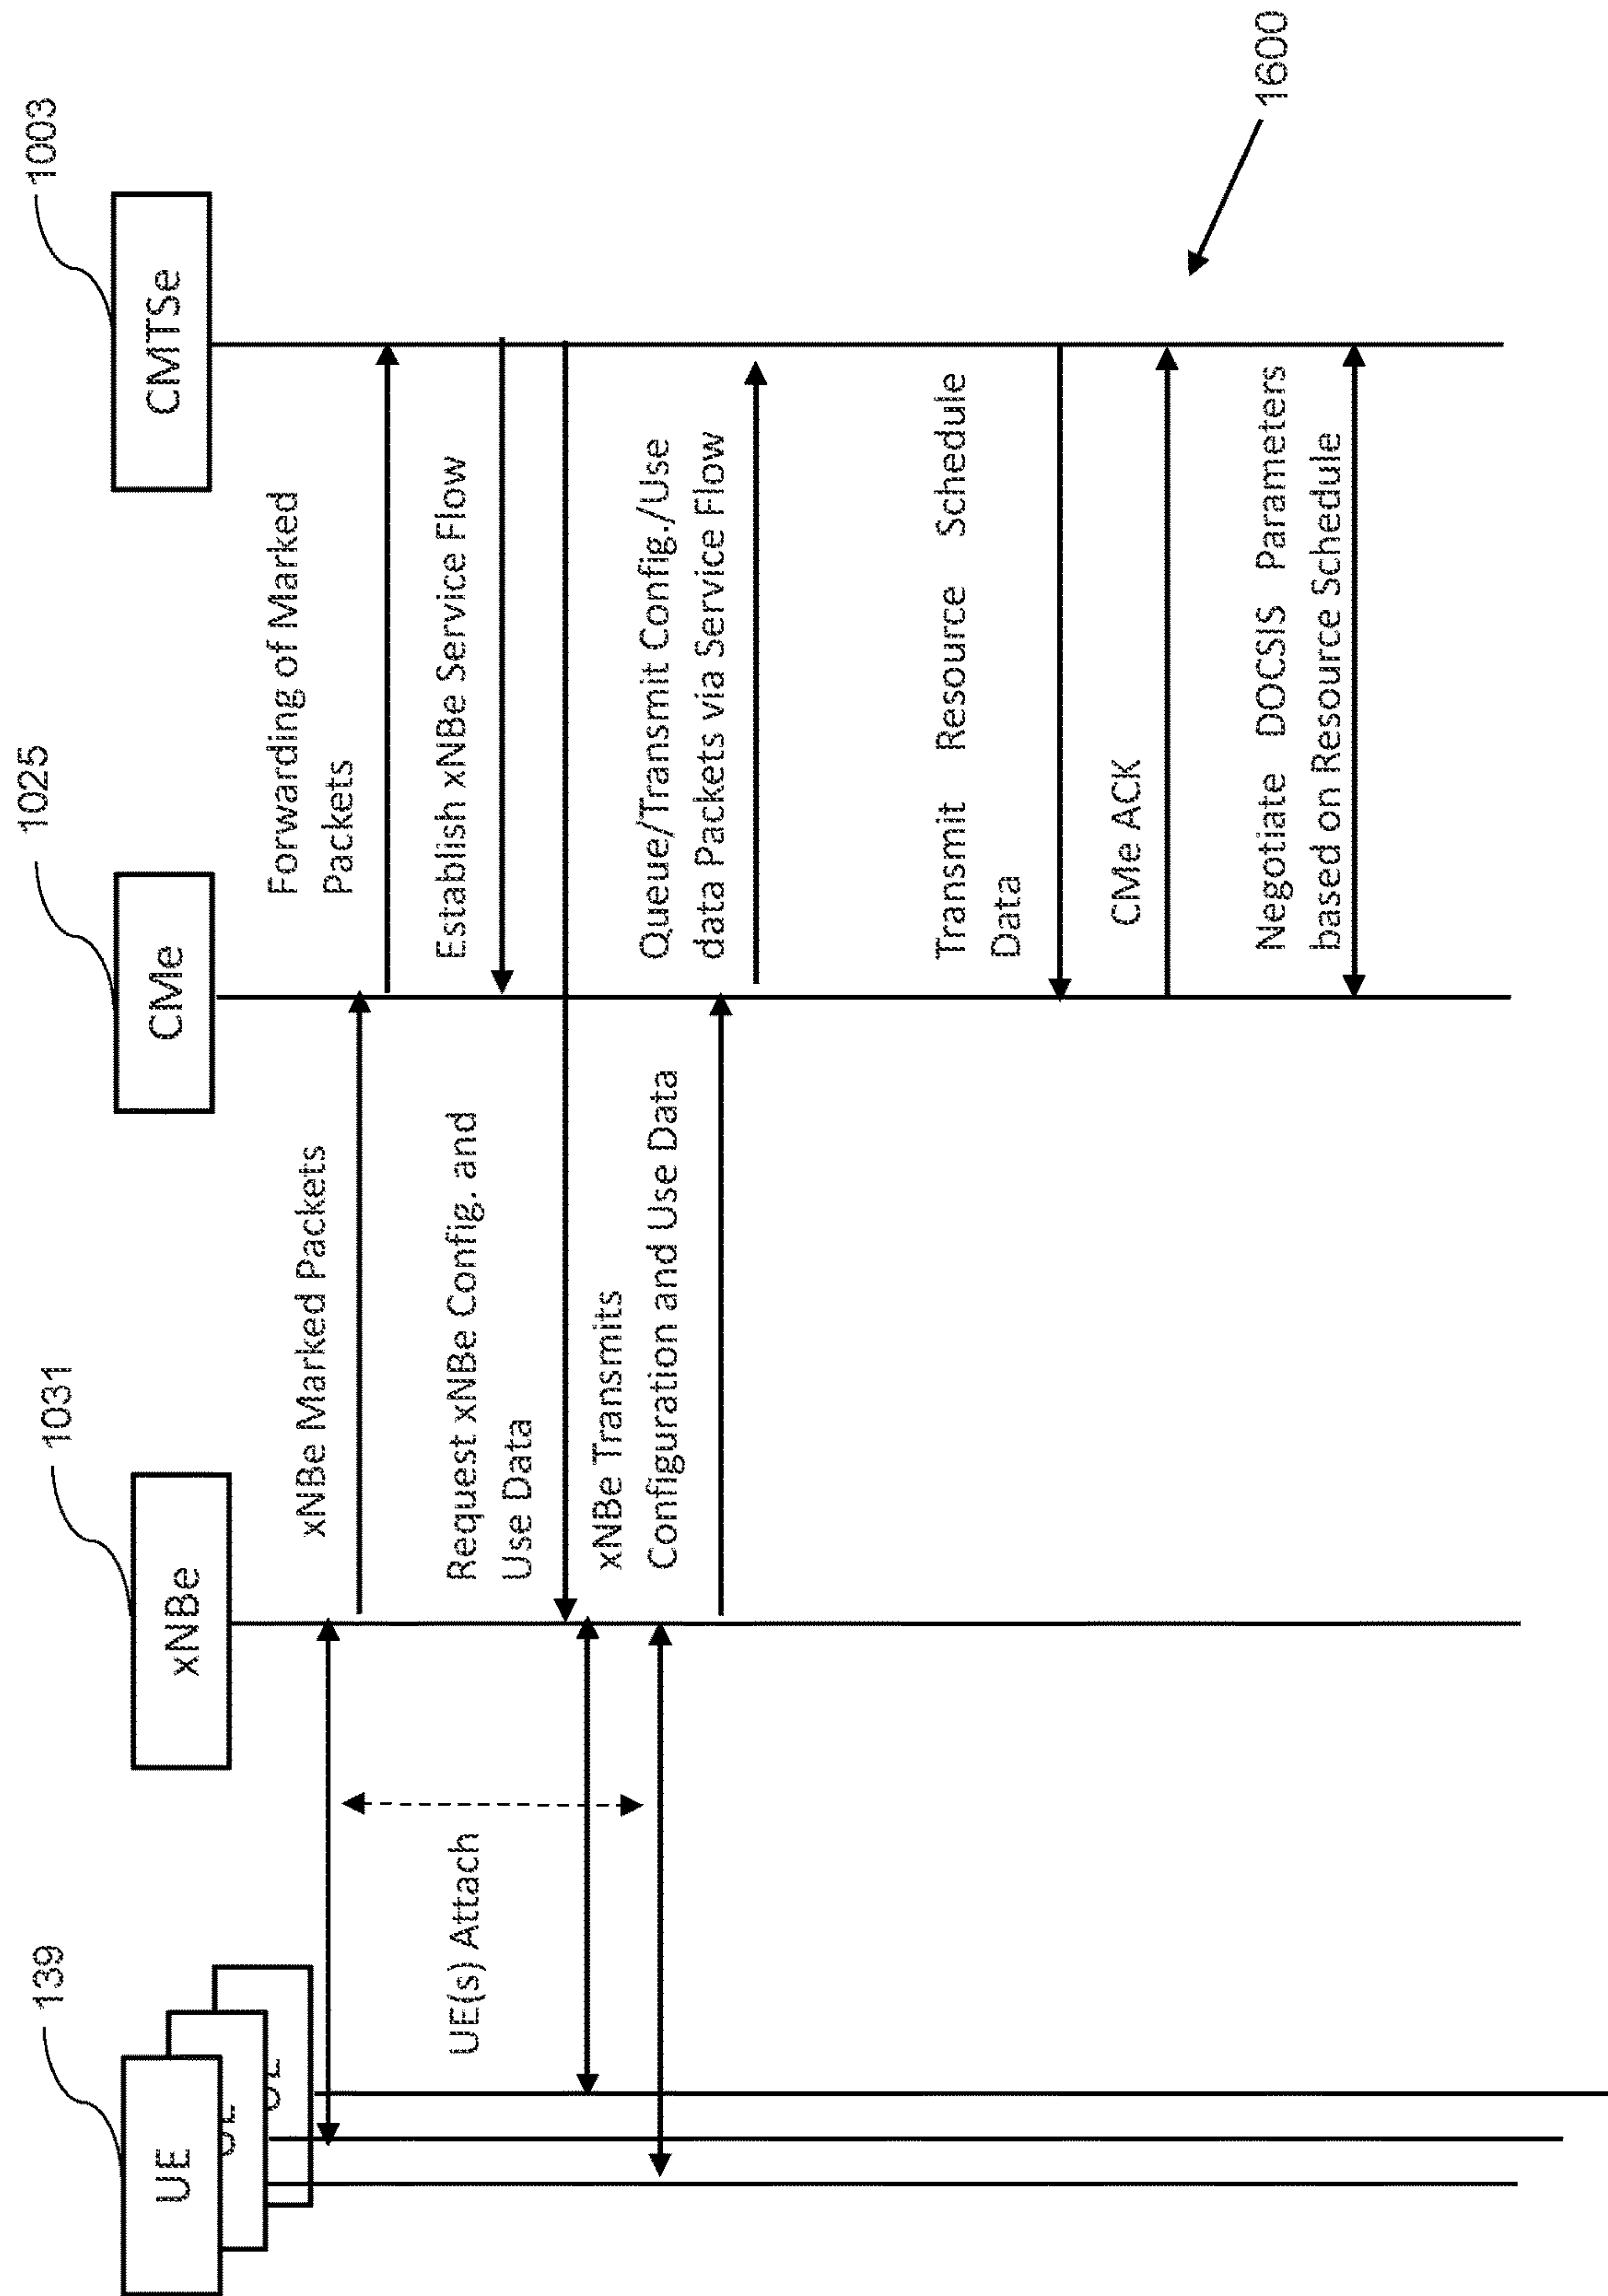 139
1031
1025
1003
UE
xNBe
CMe
CMTSe
UE(s) Attach
xNBe Marked Packets
Forwarding of Marked
Packets
Establish xNBe Service Flow
Request xNBe Config. and
Use Data
xNBe Transmits
Configuration and Use Data
Queue/Transmit Config./Use
data Packets via Service Flow
Transmit Resource Schedule
Data
CMe ACK
Negotiate DOCSIS Parameters
based on Resource Schedule
1600